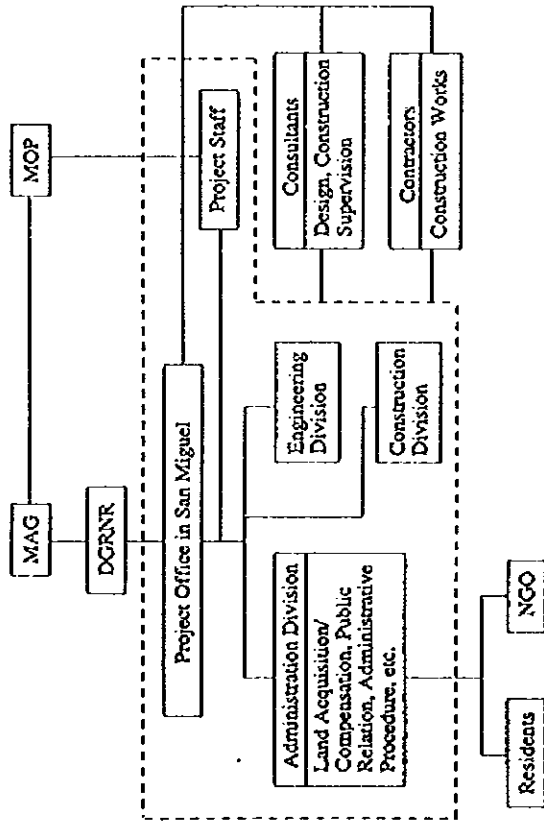 MAG
MOP
DGRNR
Project Office in San Miguel
Project Staff
Administration Division
Land Acquisition/
Compensation, Public
Relation, Administrative
Procedure, etc.
Engineering
Division
Construction
Division
Consultants
Design, Construction
Supervision
Contractors
Construction Works
Residents
NGO